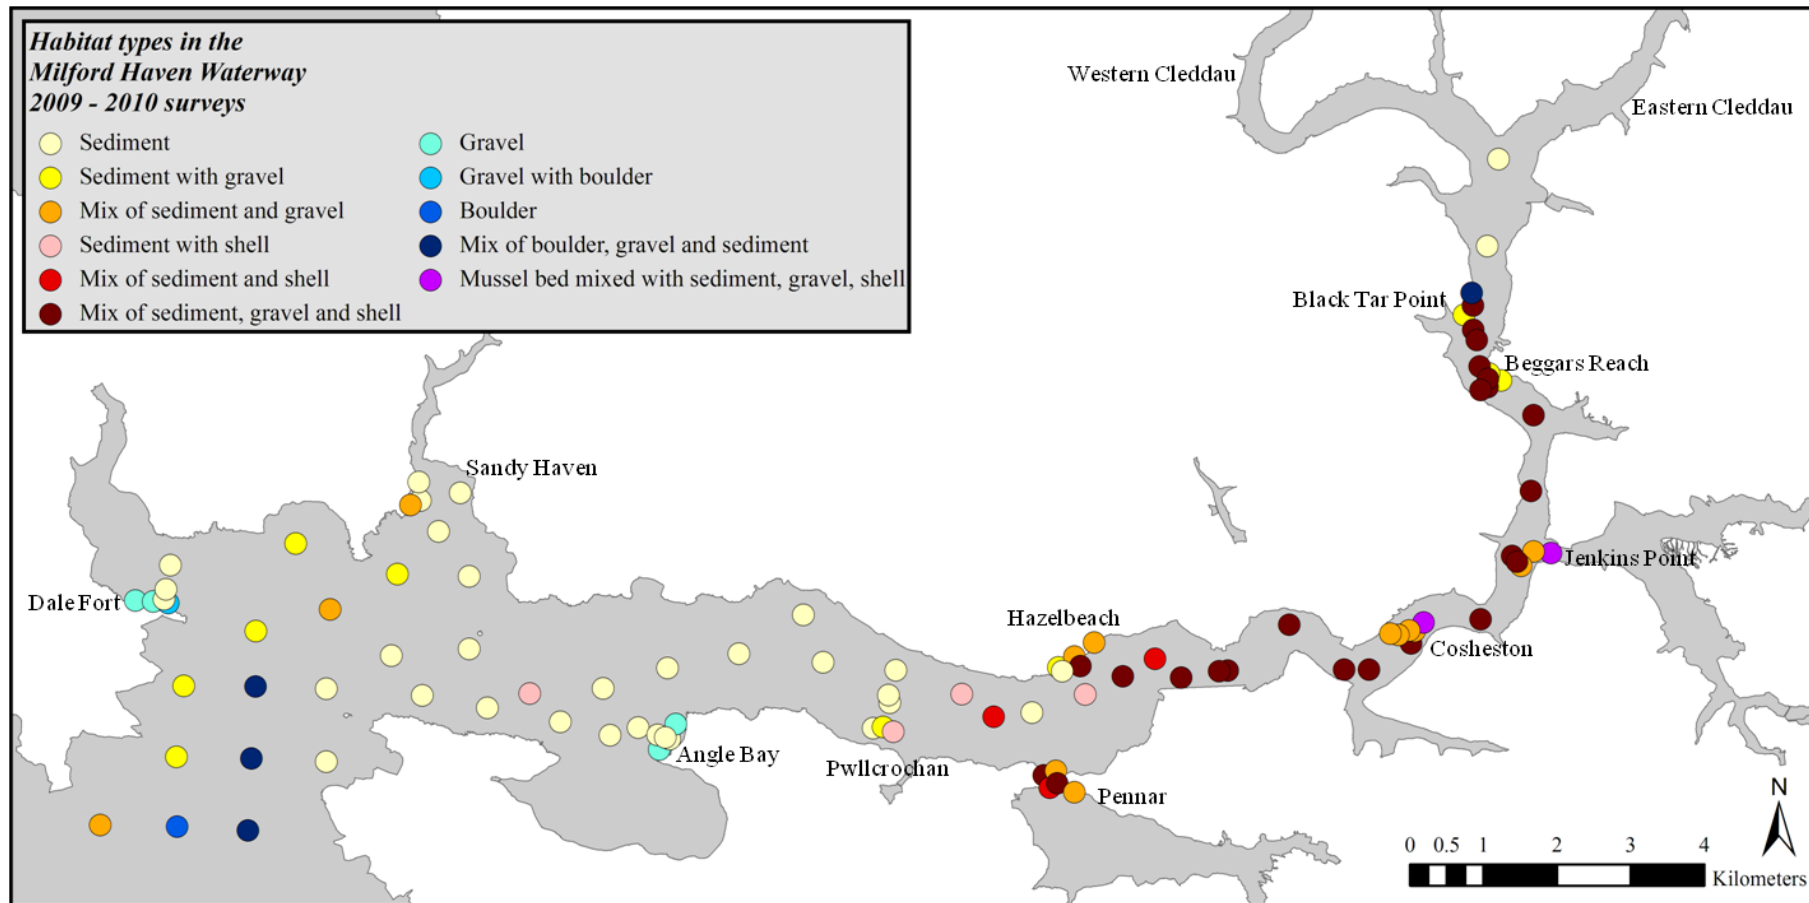 Habitat types in the
Milford Haven Waterway
2009 - 2010 surveys
Sediment
Sediment with gravel
Mix of sediment and gravel
Sediment with shell
Mix of sediment and shell
Mix of sediment, gravel and shell
Gravel
Gravel with boulder
Boulder
Mix of boulder, gravel and sediment
Mussel bed mixed with sediment, gravel, shell
Western Cleddau
Eastern Cleddau
Black Tar Point
Beggars Reach
Sandy Haven
Jenkins Point
Dale Fort
Hazelbeach
Cosheston
Angle Bay
Pwllcrochan
Pennar
N
0 0.5 1 2 3 4
Kilometers